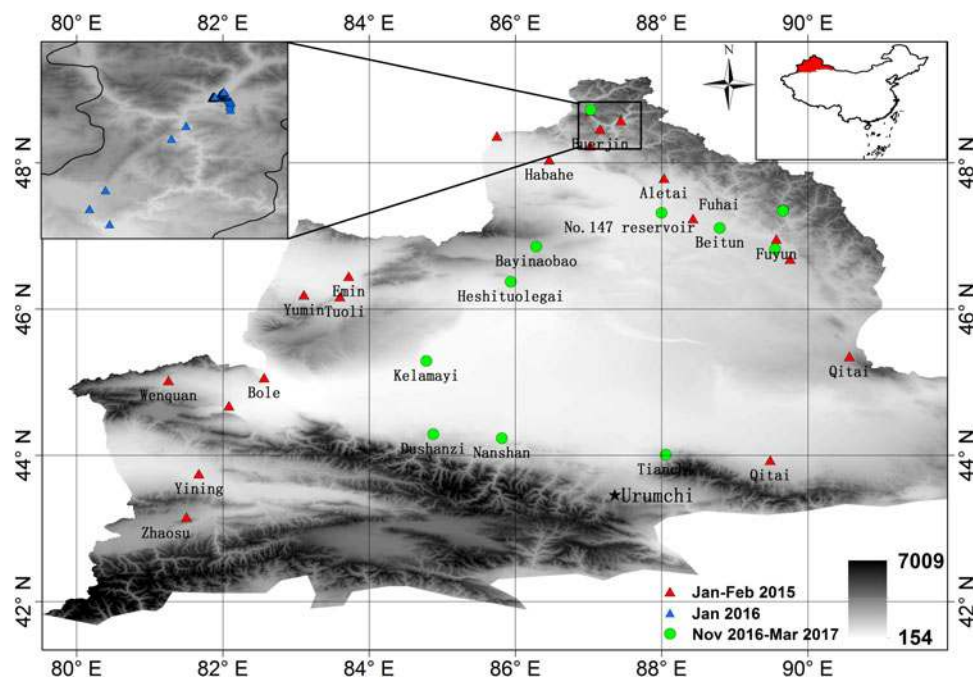 80° E 82° E 84° E 86° E 88° E 90° E
N
48° N 48° N
Buerjin
Habahe
Aletai
Fuhai
No.147 reservoir
Beitun
Bayinaobao
Fuyun
Emin
Heshituolegai
Yumin
Tuoli
46° N 46° N
Qitai
Kelamayi
Wenquan
Bole
44° N 44° N
Dushanzi
Nanshan
Tianchi
Qitai
Yining
Urumchi
Zhaosu
42° N 42° N
Jan-Feb 2015
Jan 2016
Nov 2016-Mar 2017
7009
154
80° E 82° E 84° E 86° E 88° E 90° E